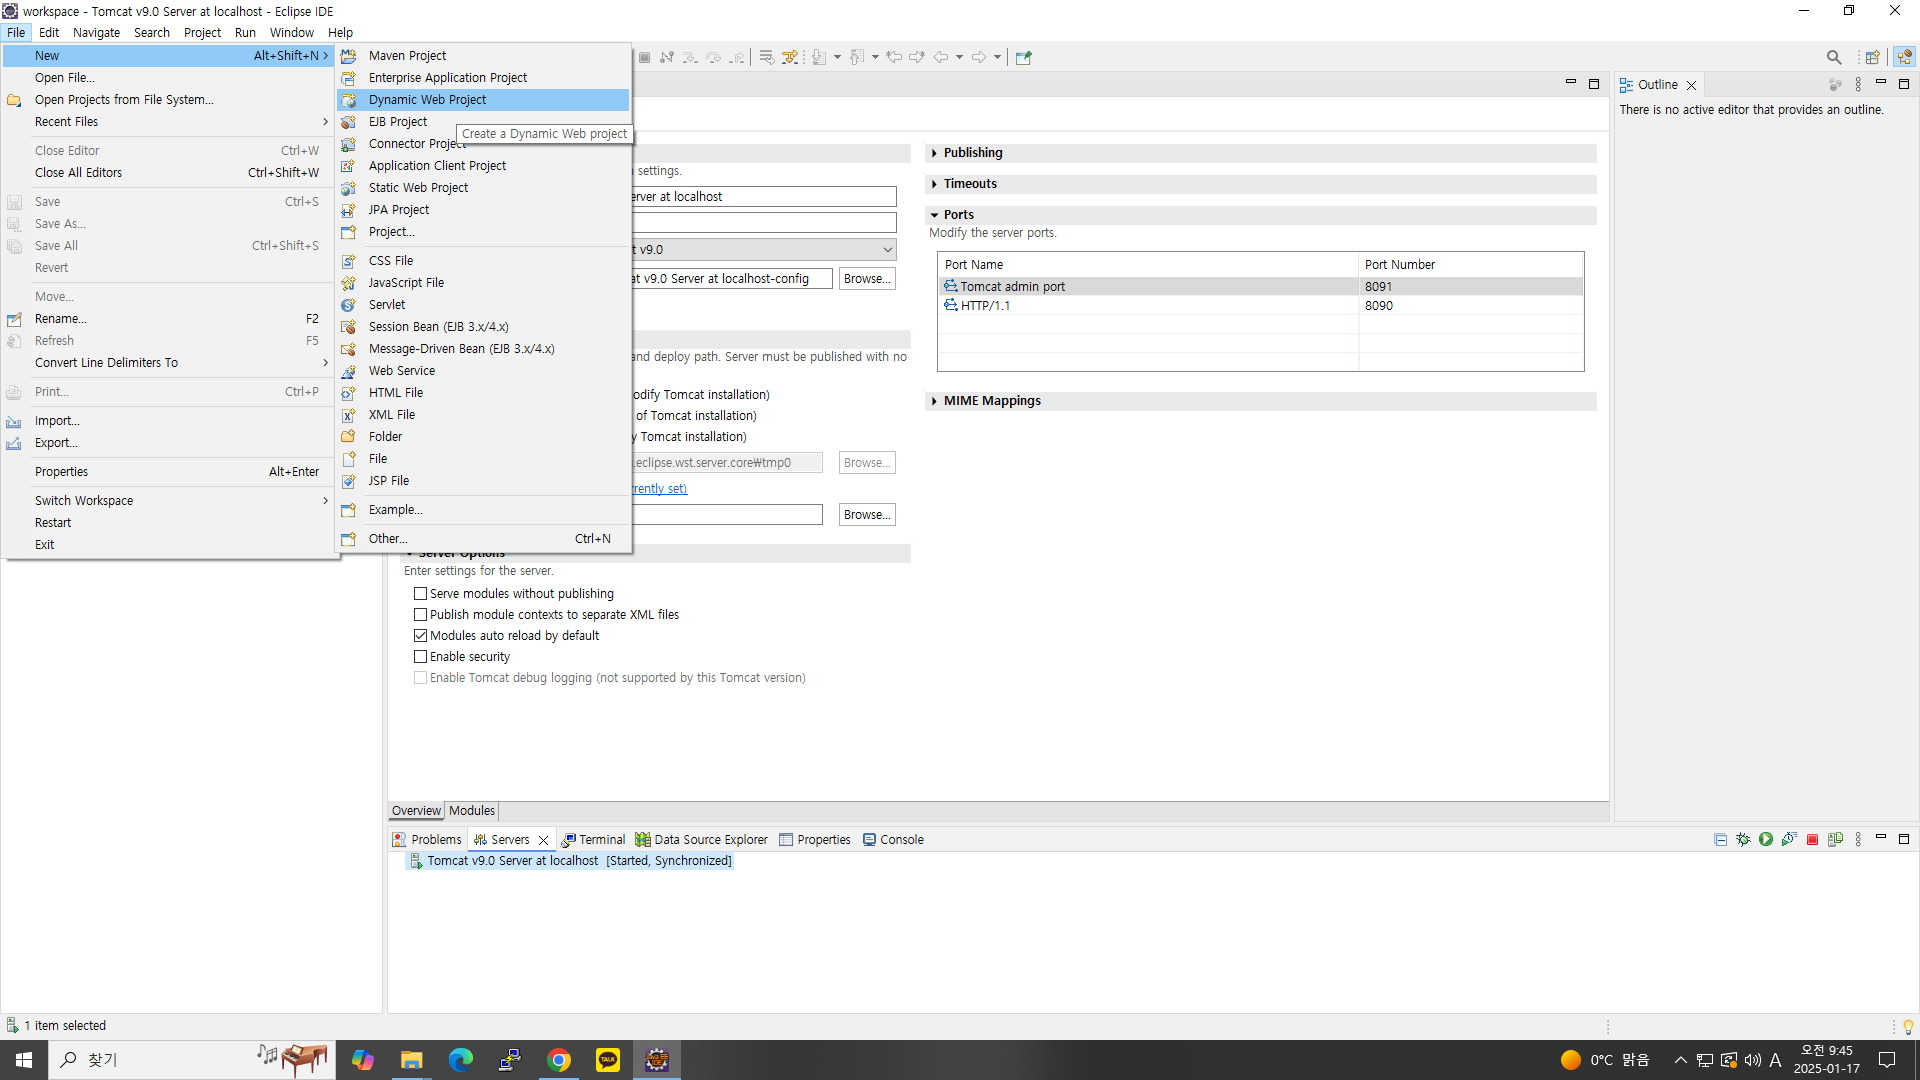 workspace - Tomcat v9.0 Server at localhost - Eclipse IDE
File Edit Navigate Search Project Run Window Help
New Alt+Shift+N
Open File...
Open Projects from File System...
Recent Files
Close Editor Ctrl+W
Close All Editors Ctrl+Shift+W
Save Ctrl+S
Save As...
Save All Ctrl+Shift+S
Revert
Move...
Rename... F2
Refresh F5
Convert Line Delimiters To
Print... Ctrl+P
Import...
Export...
Properties Alt+Enter
Switch Workspace
Restart
Exit
Maven Project
Enterprise Application Project
Dynamic Web Project
EJB Project
Create a Dynamic Web project
Connector Project
Application Client Project
Static Web Project
JPA Project
Project...
CSS File
JavaScript File
Servlet
Session Bean (EJB 3.x/4.x)
Message-Driven Bean (EJB 3.x/4.x)
Web Service
HTML File
XML File
Folder
File
JSP File
Example...
Other... Ctrl+N
settings.
erver at localhost
t v9.0
at v9.0 Server at localhost-config Browse...
and deploy path. Server must be published with no
odify Tomcat installation)
of Tomcat installation)
y Tomcat installation)
.eclipse.wst.server.core₩tmp0 Browse...
rently set)
Browse...
Server Options
Enter settings for the server.
Serve modules without publishing
Publish module contexts to separate XML files
Modules auto reload by default
Enable security
Enable Tomcat debug logging (not supported by this Tomcat version)
Publishing
Timeouts
Ports
Modify the server ports.
Port Name Port Number
Tomcat admin port 8091
HTTP/1.1 8090
MIME Mappings
Outline
There is no active editor that provides an outline.
Overview Modules
Problems Servers Terminal Data Source Explorer Properties Console
Tomcat v9.0 Server at localhost [Started, Synchronized]
1 item selected
찾기
TALK
Java EE
IDE
0°C 맑음
A
오전 9:45
2025-01-17